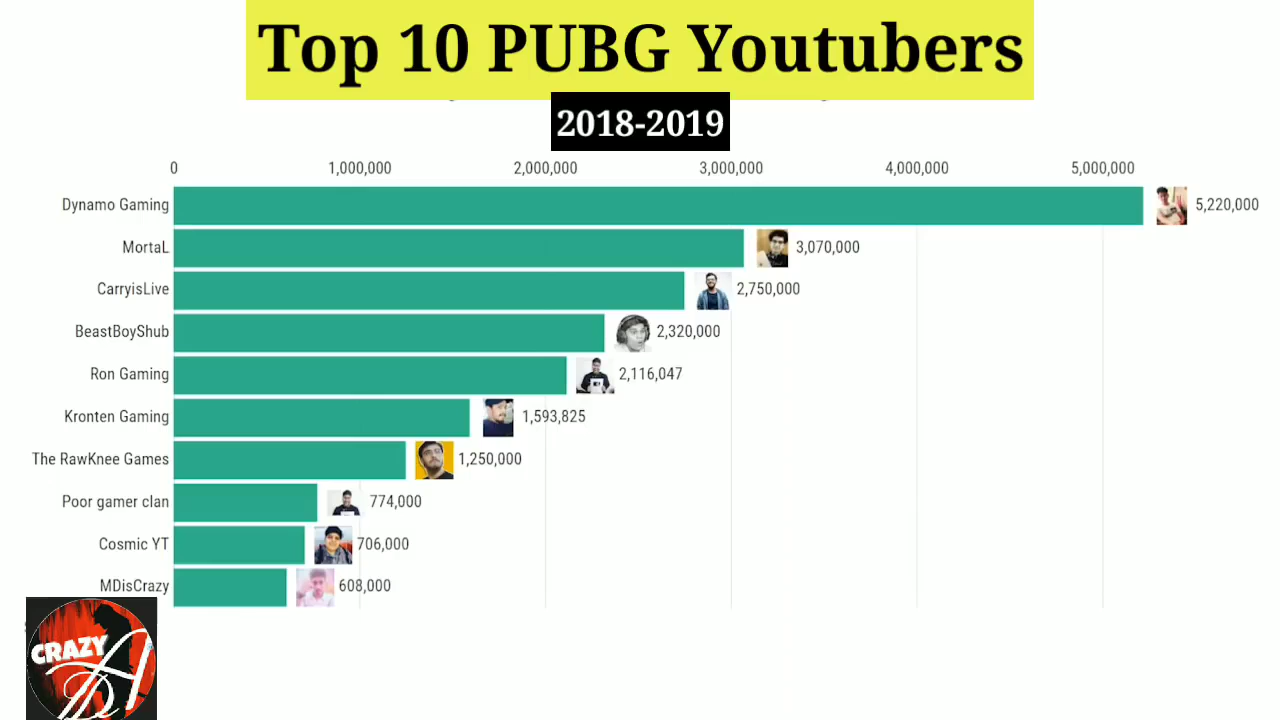 Top 10 PUBG Youtubers
2018-2019
0 1,000,000 2,000,000 3,000,000 4,000,000 5,000,000
Dynamo Gaming 5,220,000
MortaL 3,070,000
CarryisLive 2,750,000
BeastBoyShub 2,320,000
Ron Gaming 2,116,047
Kronten Gaming 1,593,825
The RawKnee Games 1,250,000
Poor gamer clan 774,000
Cosmic YT 706,000
MDisCrazy 608,000
CRAZY